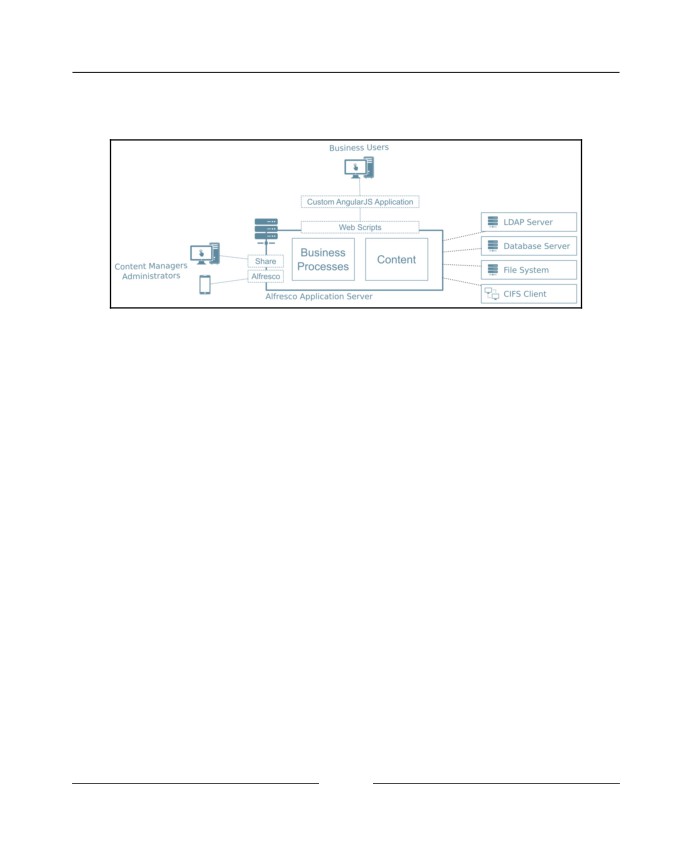 Business Users
Custom AngularJS Application
Web Scripts
Business
Processes
Content
Share
Alfresco
Content Managers
Administrators
Alfresco Application Server
LDAP Server
Database Server
File System
CIFS Client